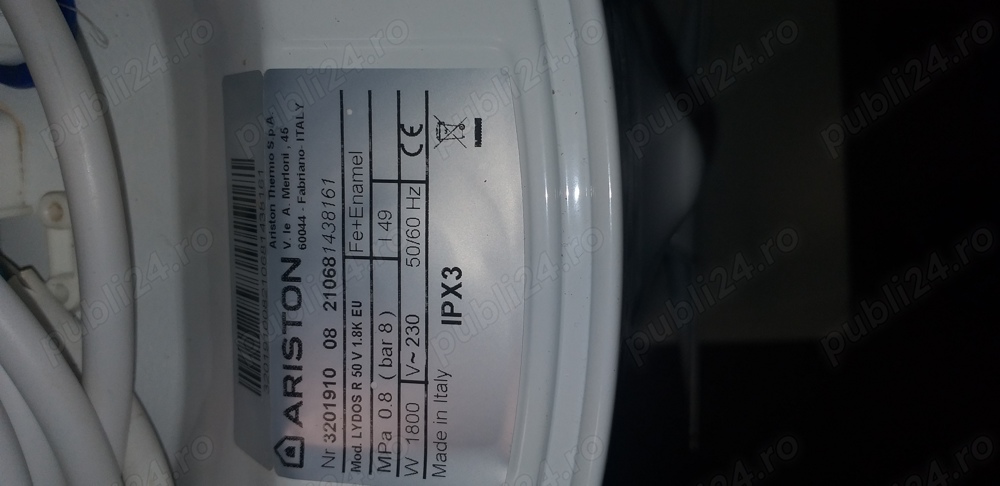 ARISTON
Ariston Thermo S.p.A.
V. le A. Merloni , 45
60044 - Fabriano- ITALY
Nr 3201910 08 210681438161
Mod. LYDOS R 50 V 1.8K EU Fe+Enamel
MPa 0.8 ( bar 8 ) l 49
W 1800 V~ 230 50/60 Hz CE
Made in Italy IPX3
publi24.ro